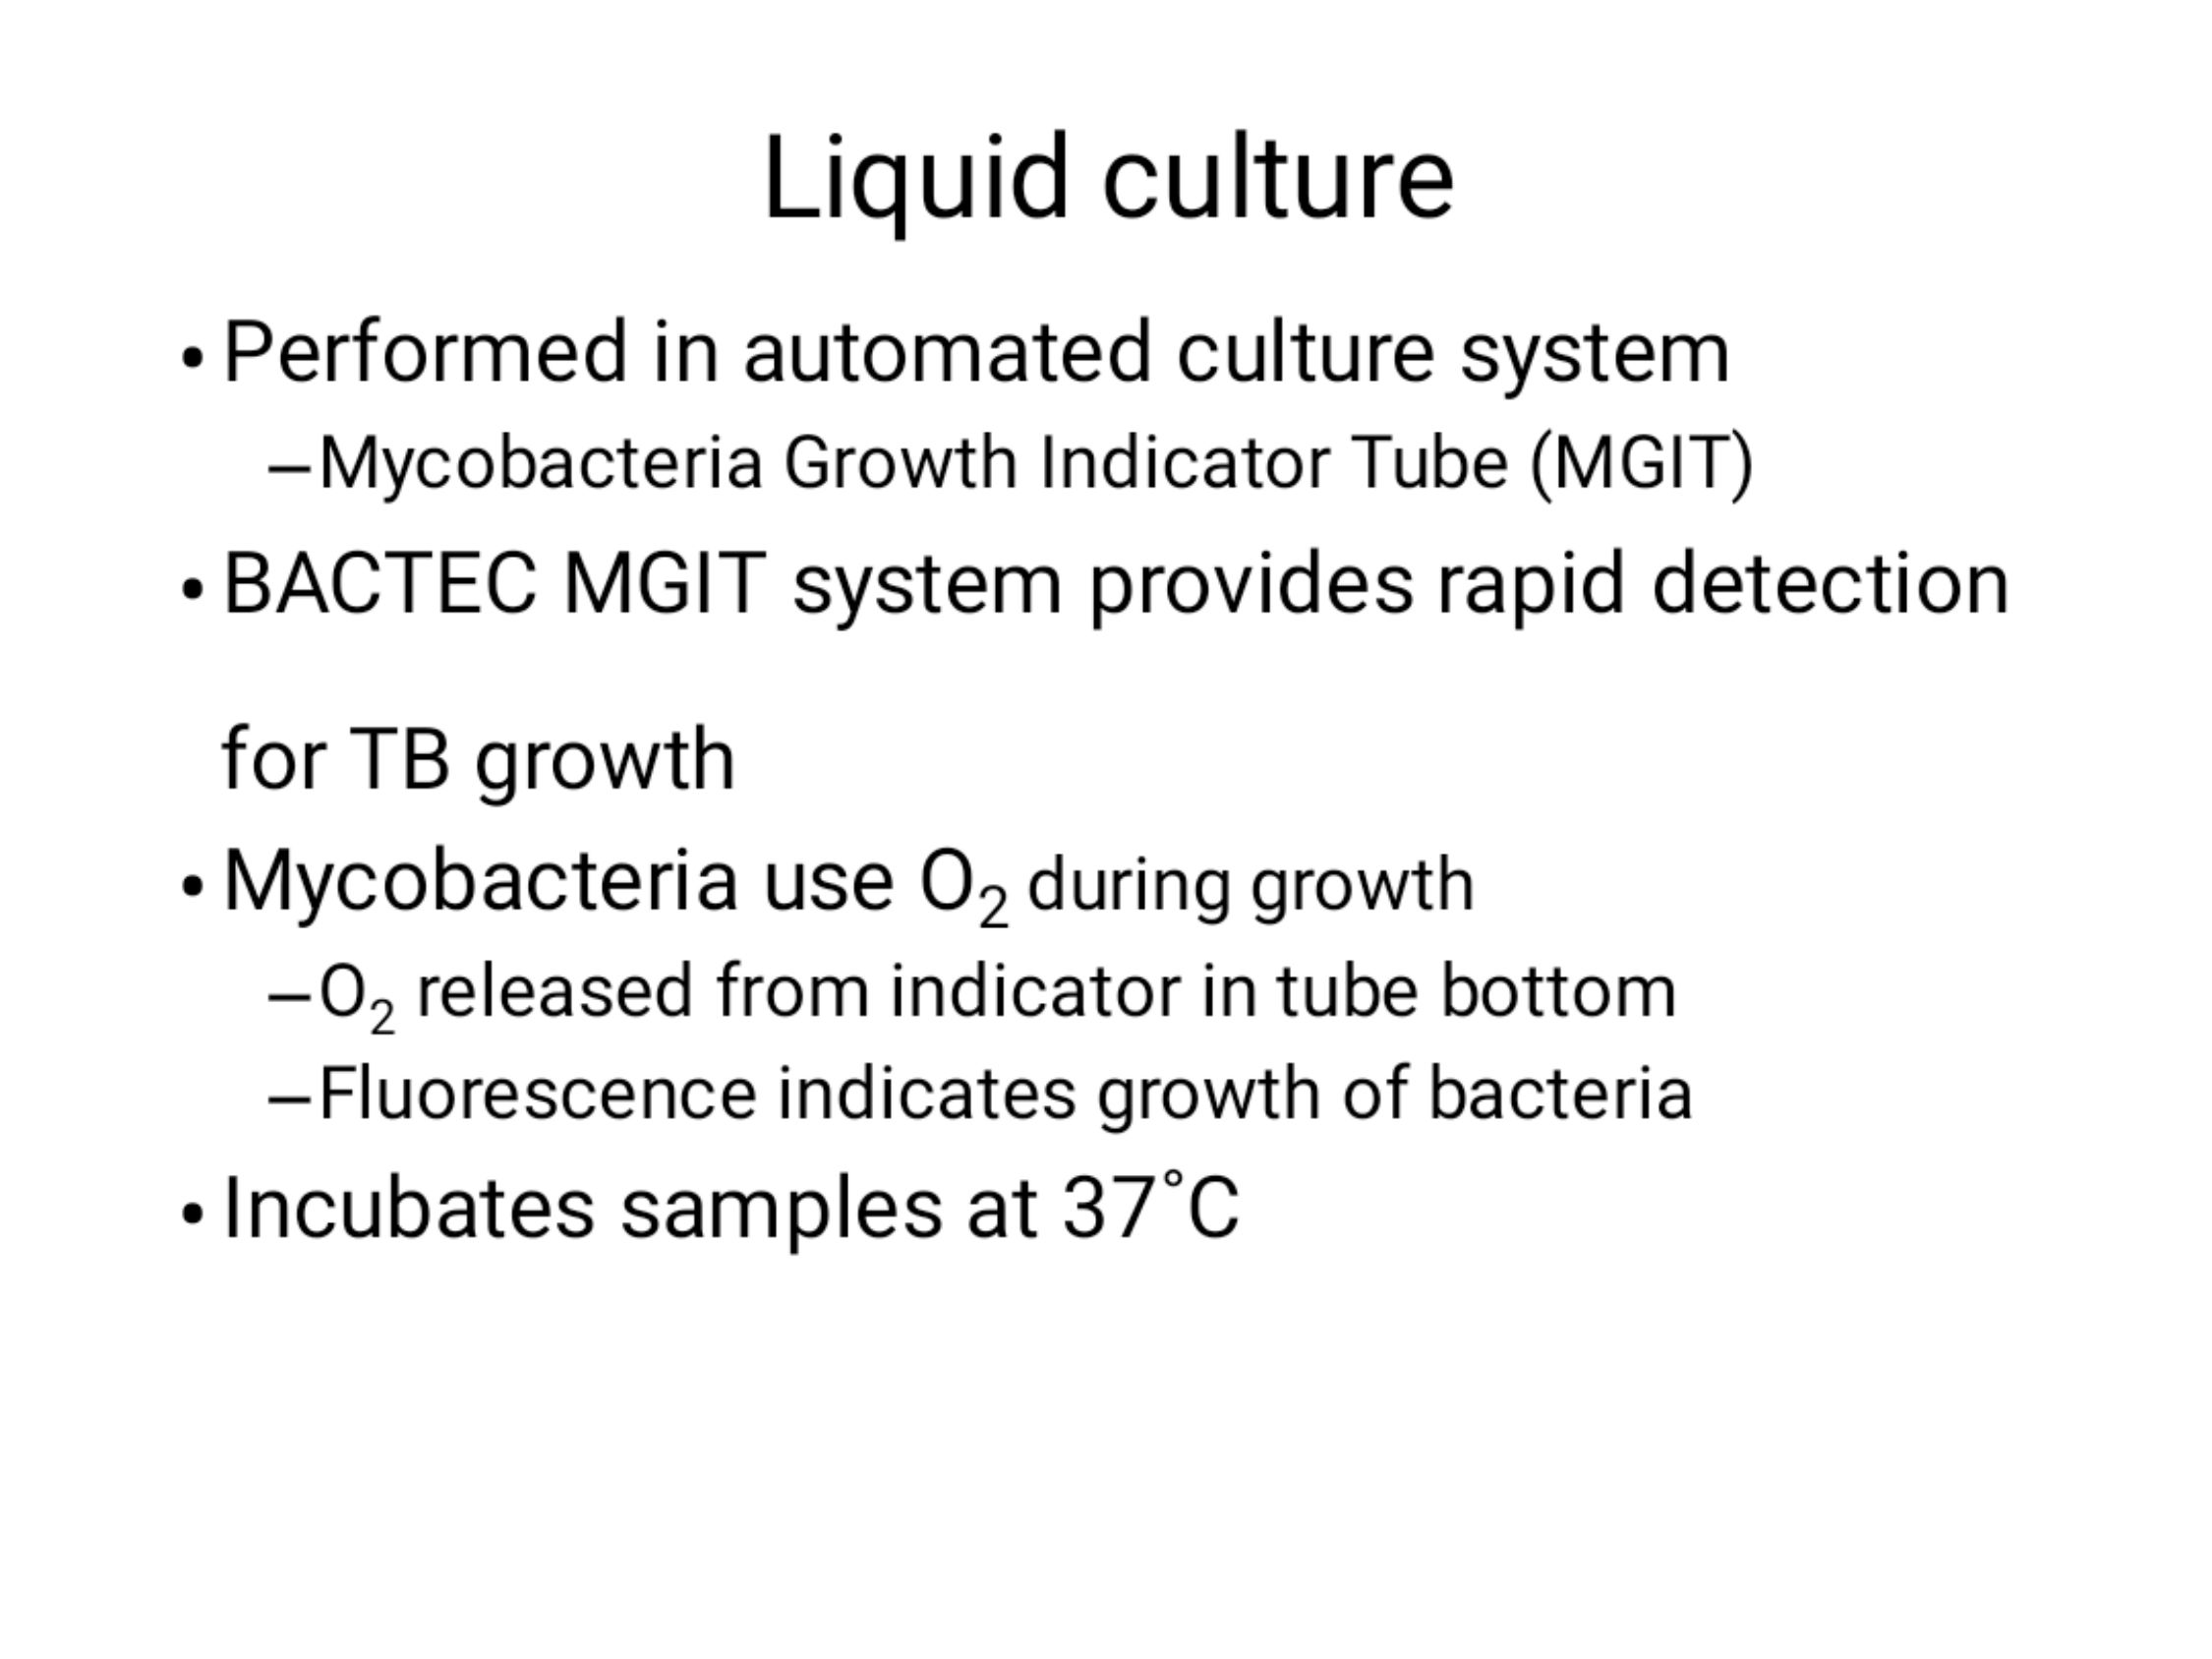 Liquid culture
• Performed in automated culture system
–Mycobacteria Growth Indicator Tube (MGIT)
• BACTEC MGIT system provides rapid detection
for TB growth
• Mycobacteria use O₂ during growth
–O₂ released from indicator in tube bottom
–Fluorescence indicates growth of bacteria
• Incubates samples at 37˚C